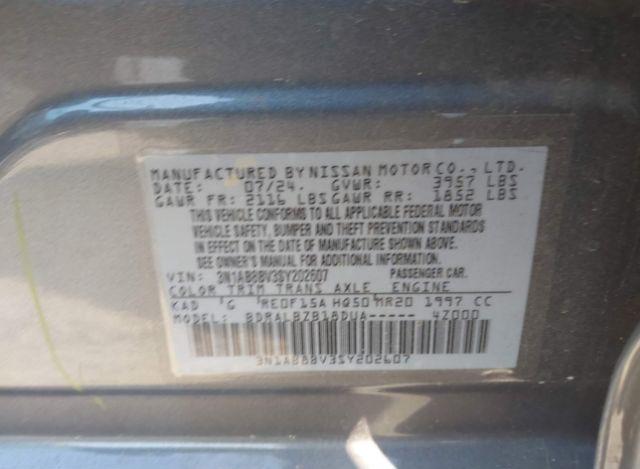 MANUFACTURED BY NISSAN MOTOR CO., LTD.
DATE: 07/24. GVWR: 3957 LBS
GAWR FR: 2116 LBS GAWR RR: 1852 LBS
THIS VEHICLE CONFORMS TO ALL APPLICABLE FEDERAL MOTOR
VEHICLE SAFETY, BUMPER AND THEFT PREVENTION STANDARDS
IN EFFECT ON THE DATE OF MANUFACTURE SHOWN ABOVE.
SEE OWNER'S MANUAL FOR ADDITIONAL INFORMATION.
VIN: 3N1AB8BV3SY202607 PASSENGER CAR.
COLOR TRIM TRANS AXLE ENGINE
KAD G RE0F15A HQ50 MR20 1997 CC
MODEL: BDRALBZB18DUA----- 4Z000
3N1AB8BV3SY202607